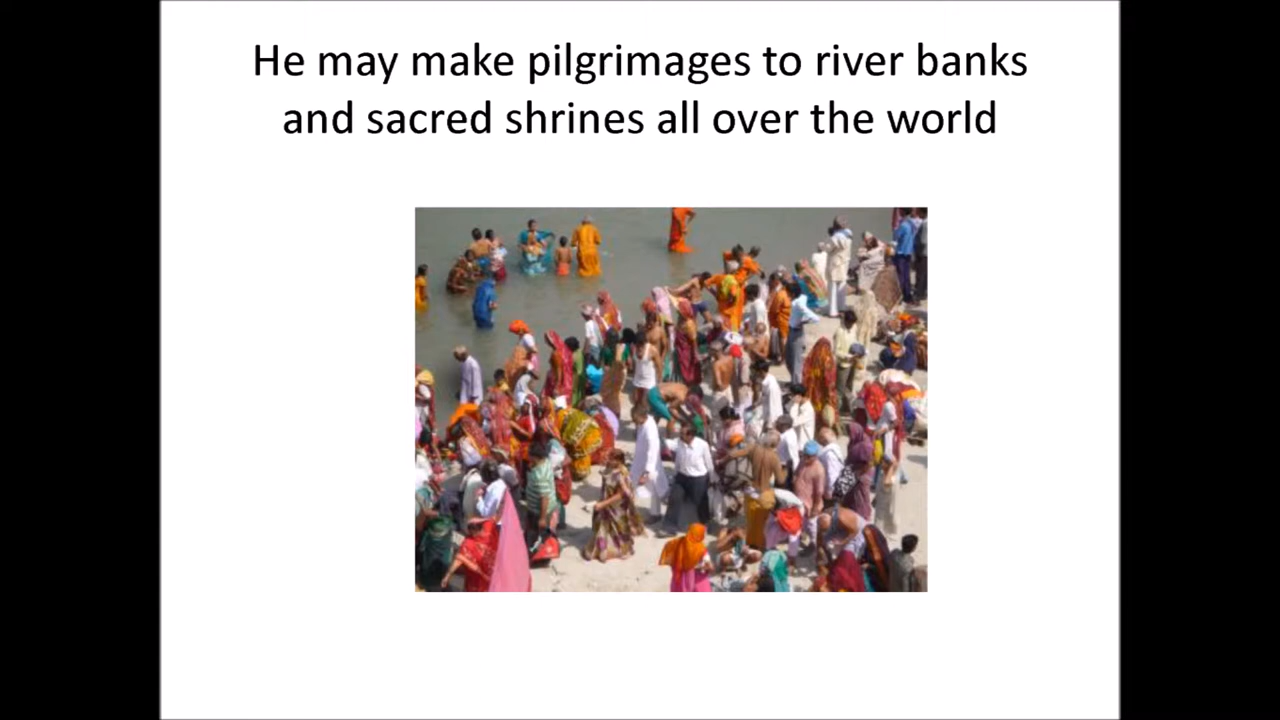 He may make pilgrimages to river banks
and sacred shrines all over the world